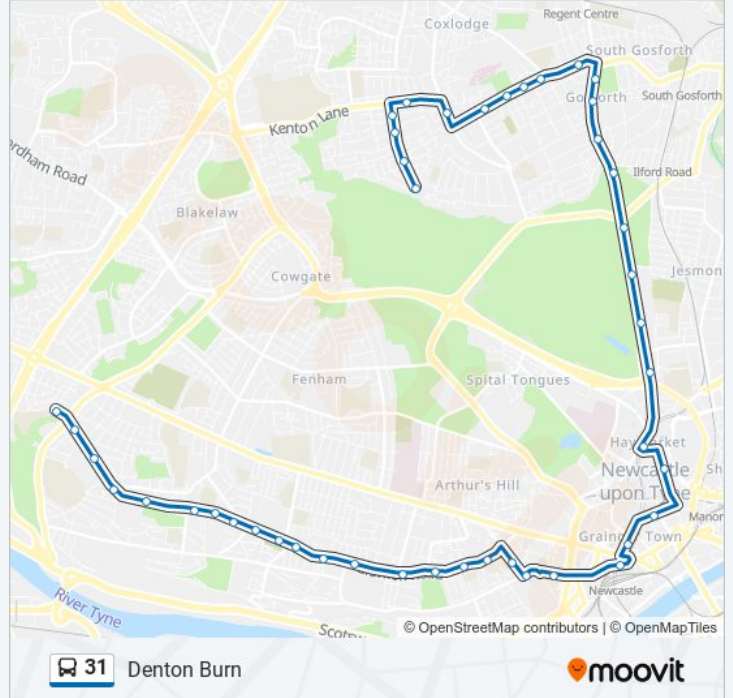 Regent Centre
Coxlodge
South Gosforth
Gosforth
South Gosforth
Kenton Lane
rdham Road
Ilford Road
Blakelaw
Jesmon
Cowgate
Fenham
Spital Tongues
Haymarket
Newcastle
upon Tyne
Sh
Arthur's Hill
Manor
Grainger Town
Newcastle
River Tyne
Scotsw
© OpenStreetMap contributors | © OpenMapTiles
31 Denton Burn
moovit